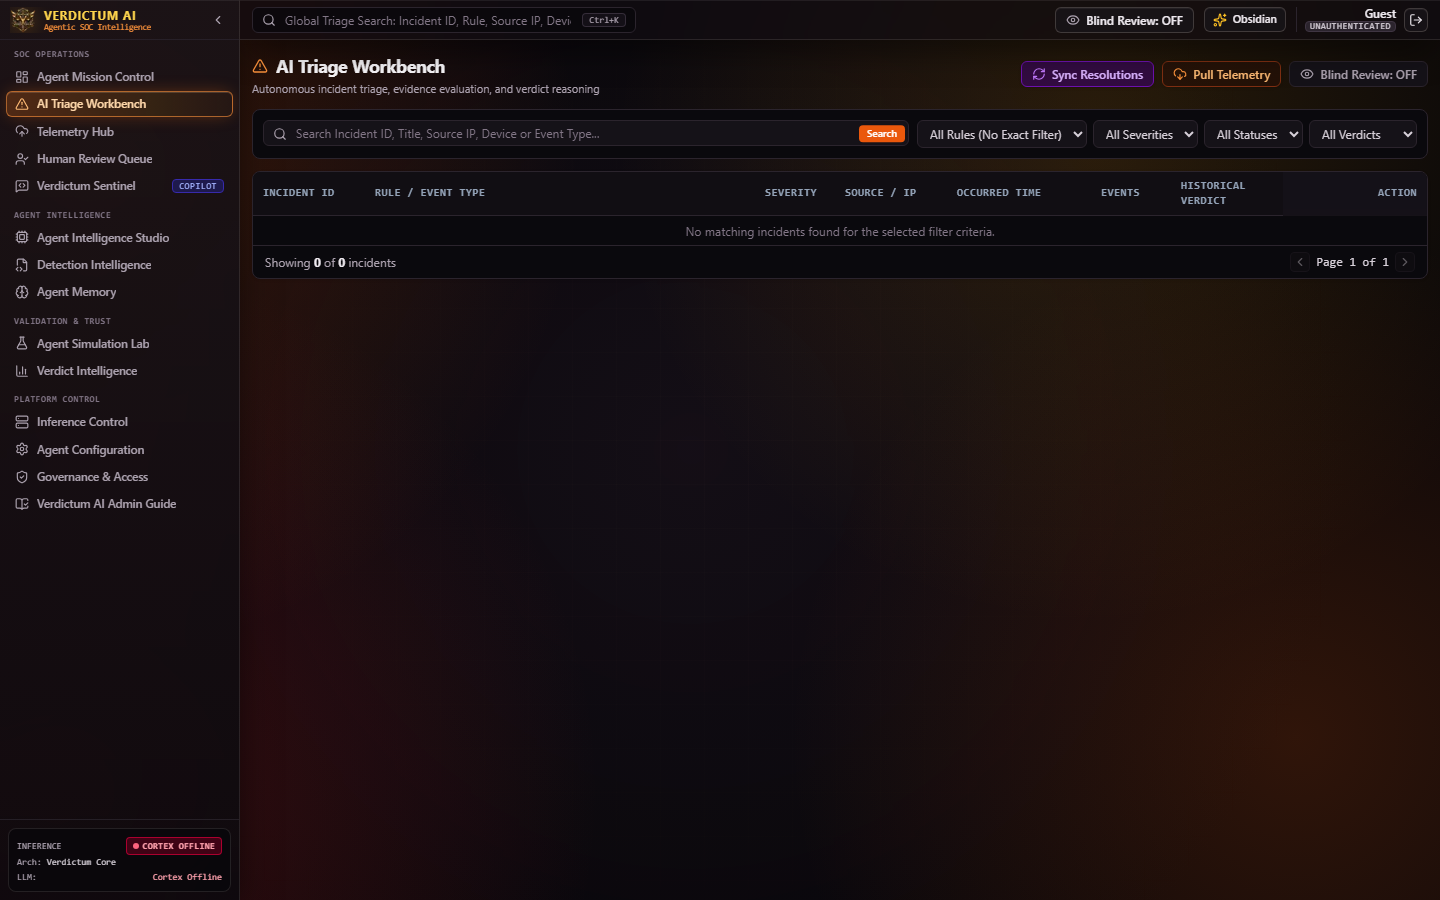 VERDICTUM AI
Agentic SOC Intelligence
Global Triage Search: Incident ID, Rule, Source IP, Devi
Ctrl+K
Blind Review: OFF
Obsidian
Guest
UNAUTHENTICATED
SOC OPERATIONS
Agent Mission Control
AI Triage Workbench
Telemetry Hub
Human Review Queue
Verdictum Sentinel
COPILOT
AGENT INTELLIGENCE
Agent Intelligence Studio
Detection Intelligence
Agent Memory
VALIDATION & TRUST
Agent Simulation Lab
Verdict Intelligence
PLATFORM CONTROL
Inference Control
Agent Configuration
Governance & Access
Verdictum AI Admin Guide
INFERENCE
CORTEX OFFLINE
Arch: Verdictum Core
LLM: Cortex Offline
AI Triage Workbench
Autonomous incident triage, evidence evaluation, and verdict reasoning
Sync Resolutions
Pull Telemetry
Blind Review: OFF
Search Incident ID, Title, Source IP, Device or Event Type...
Search
All Rules (No Exact Filter)
All Severities
All Statuses
All Verdicts
INCIDENT ID
RULE / EVENT TYPE
SEVERITY
SOURCE / IP
OCCURRED TIME
EVENTS
HISTORICAL
VERDICT
ACTION
No matching incidents found for the selected filter criteria.
Showing 0 of 0 incidents
Page 1 of 1